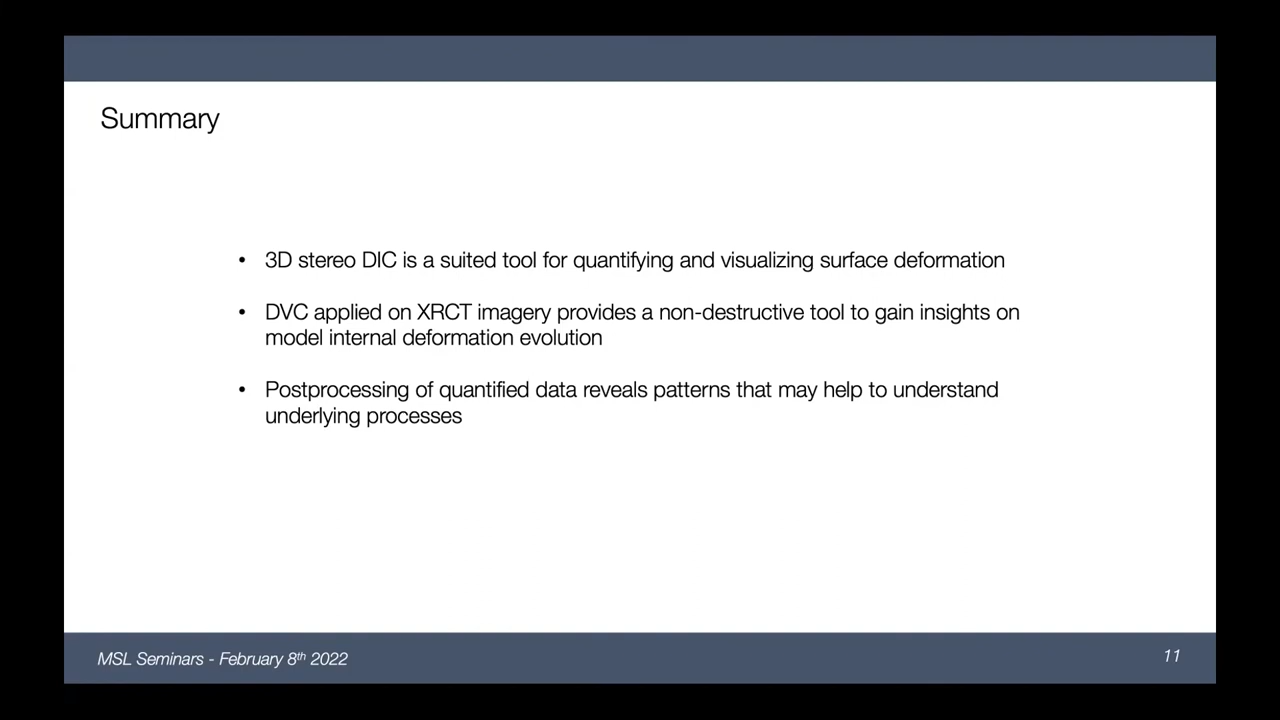 Summary
• 3D stereo DIC is a suited tool for quantifying and visualizing surface deformation
• DVC applied on XRCT imagery provides a non-destructive tool to gain insights on
model internal deformation evolution
• Postprocessing of quantified data reveals patterns that may help to understand
underlying processes
MSL Seminars - February 8th 2022
11